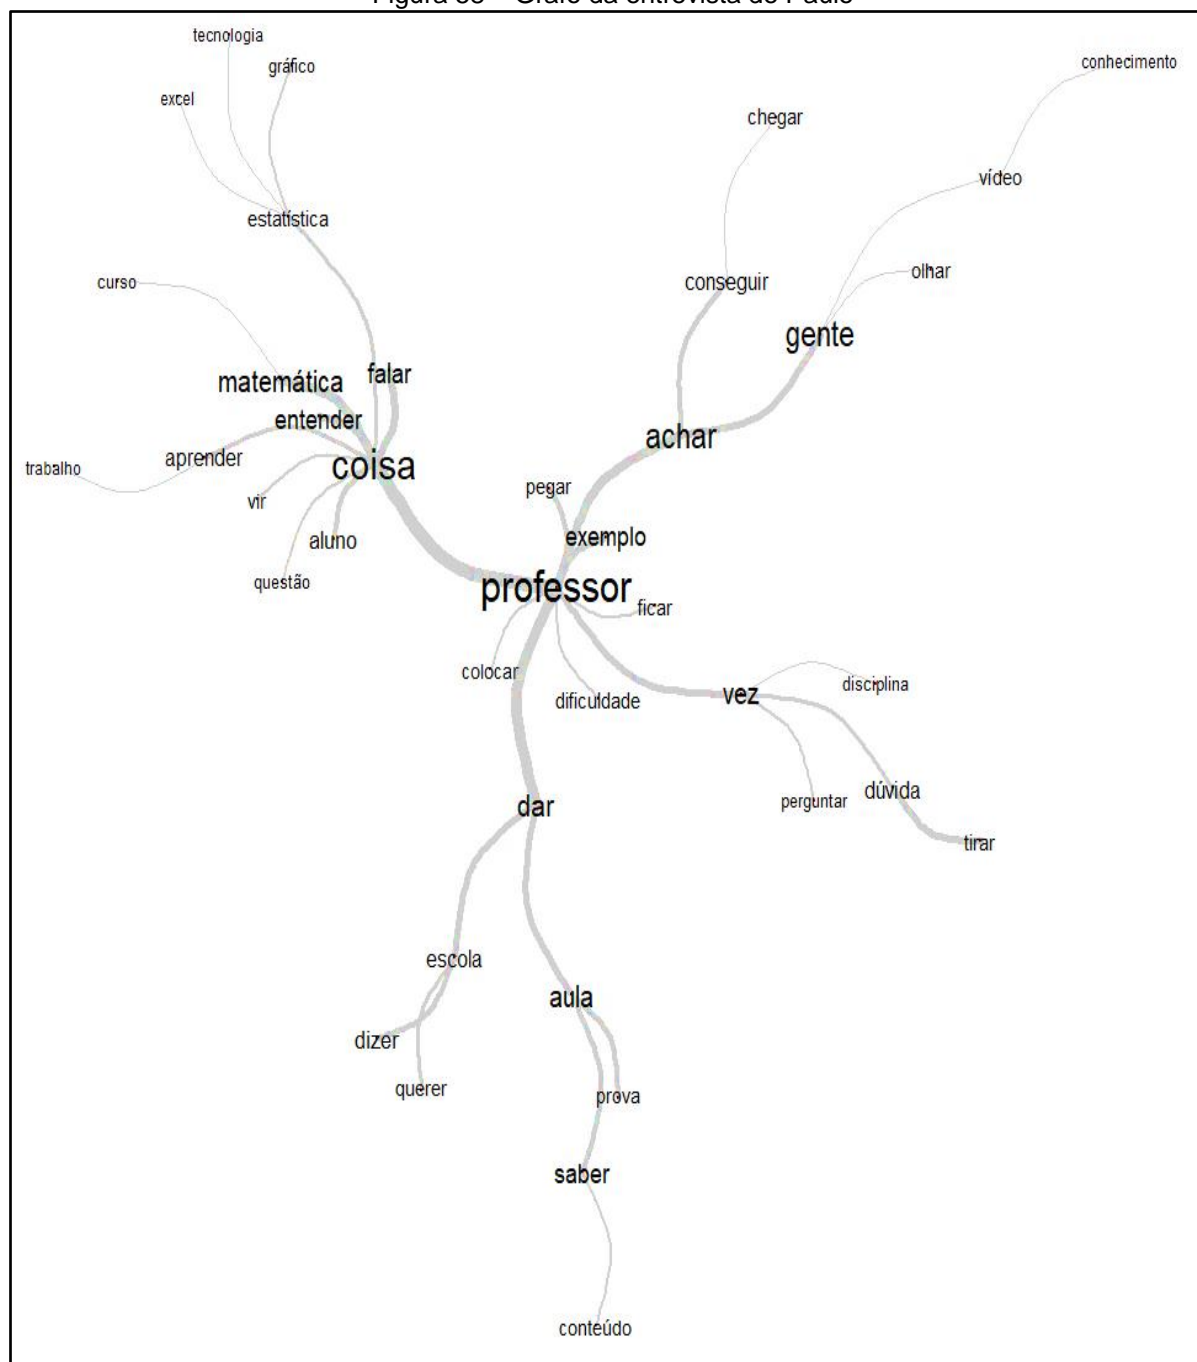 tecnologia
gráfico
conhecimento
excel
chegar
vídeo
estatística
olhar
curso
conseguir
gente
matemática
falar
entender
achar
aprender
coisa
trabalho
pegar
vir
exemplo
aluno
questão
professor
ficar
colocar
disciplina
dificuldade
vez
dúvida
perguntar
dar
tirar
escola
aula
dizer
querer
prova
saber
conteúdo